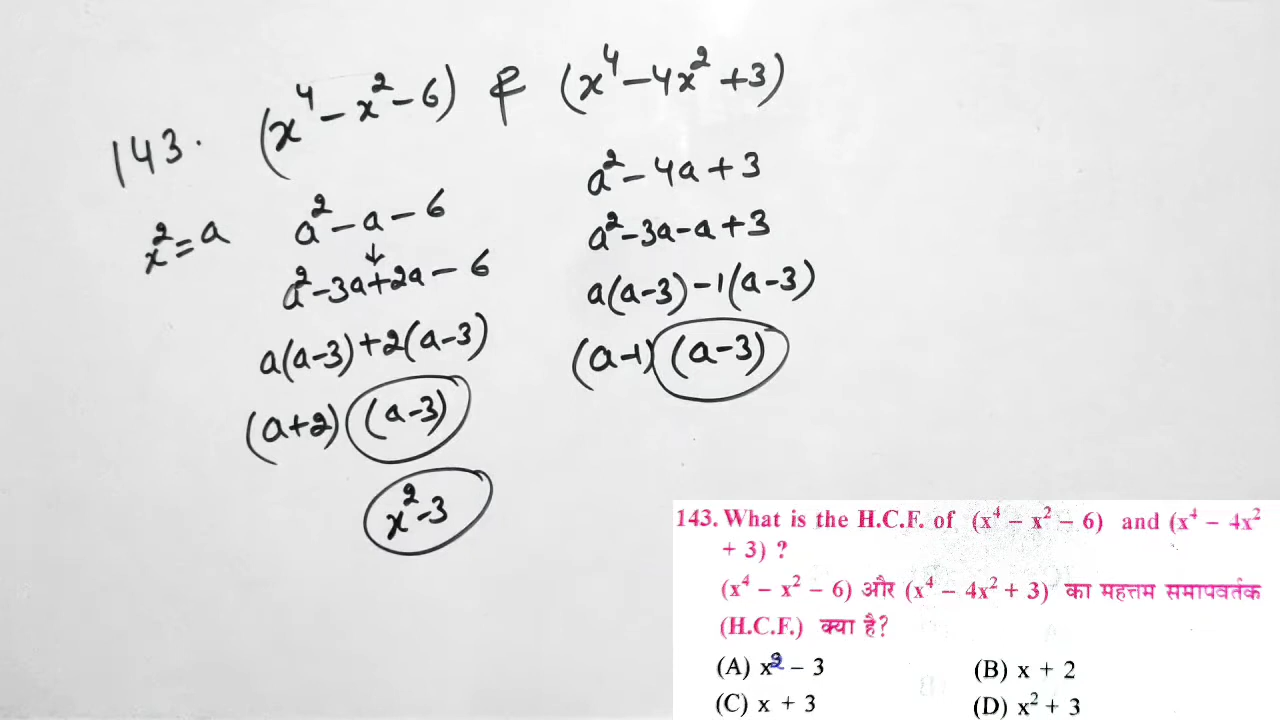 143. (x⁴ - x² - 6) & (x⁴ - 4x² + 3)
x² = a
a² - a - 6
↓
a² - 3a + 2a - 6
a(a-3) + 2(a-3)
(a+2) (a-3)
x² - 3
a² - 4a + 3
a² - 3a - a + 3
a(a-3) - 1(a-3)
(a-1) (a-3)
143. What is the H.C.F. of (x⁴ − x² − 6) and (x⁴ − 4x²
+ 3) ?
(x⁴ − x² − 6) और (x⁴ − 4x² + 3) का महत्तम समापवर्तक
(H.C.F.) क्या है?
(A) x² − 3 (B) x + 2
(C) x + 3 (D) x² + 3